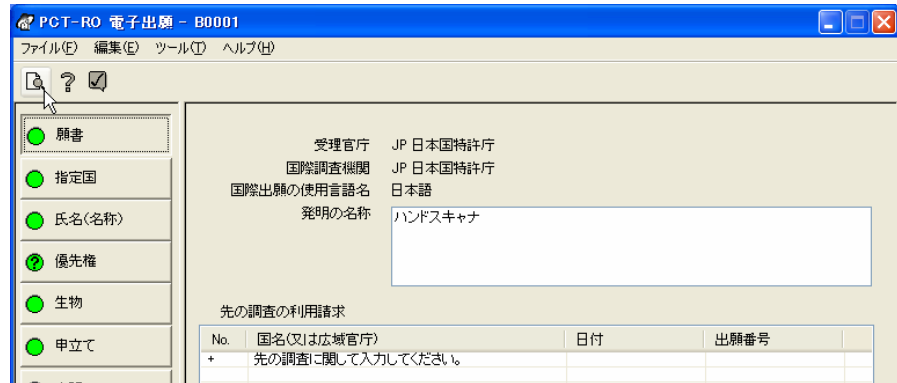 PCT-RO 電子出願 - B0001
ファイル(F) 編集(E) ツール(T) ヘルプ(H)
願書
指定国
氏名(名称)
優先権
生物
申立て
受理官庁 JP 日本国特許庁
国際調査機関 JP 日本国特許庁
国際出願の使用言語名 日本語
発明の名称 ハンドスキャナ
先の調査の利用請求
No. 国名(又は広域官庁) 日付 出願番号
+ 先の調査に関して入力してください。